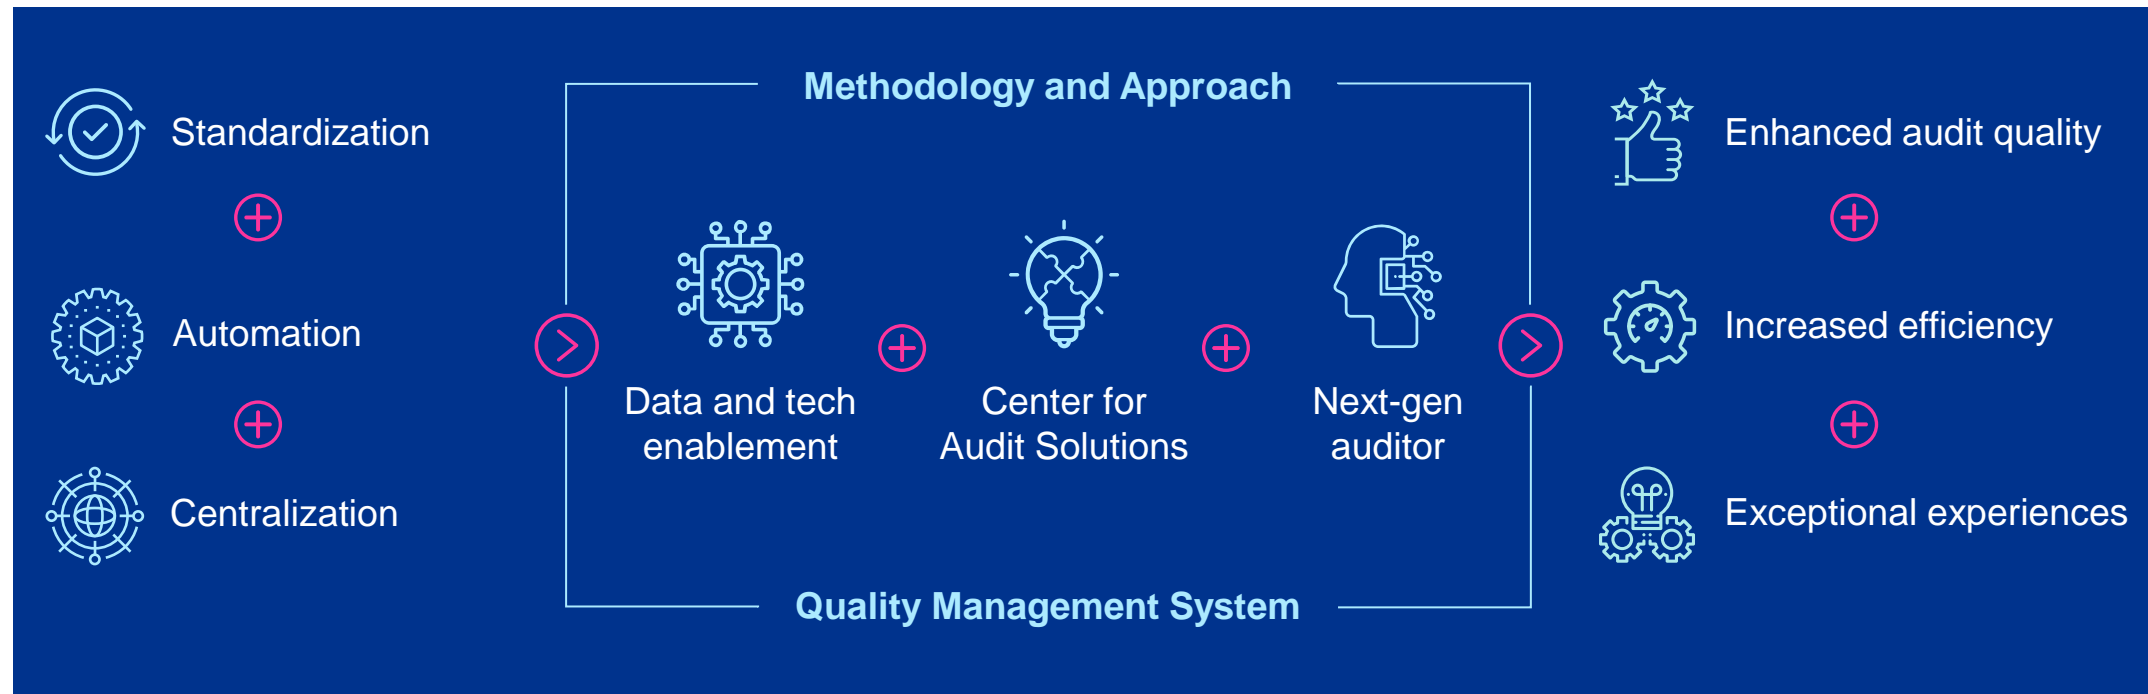 Standardization
Automation
Centralization
Methodology and Approach
Data and tech
enablement
Center for
Audit Solutions
Next-gen
auditor
Quality Management System
Enhanced audit quality
Increased efficiency
Exceptional experiences